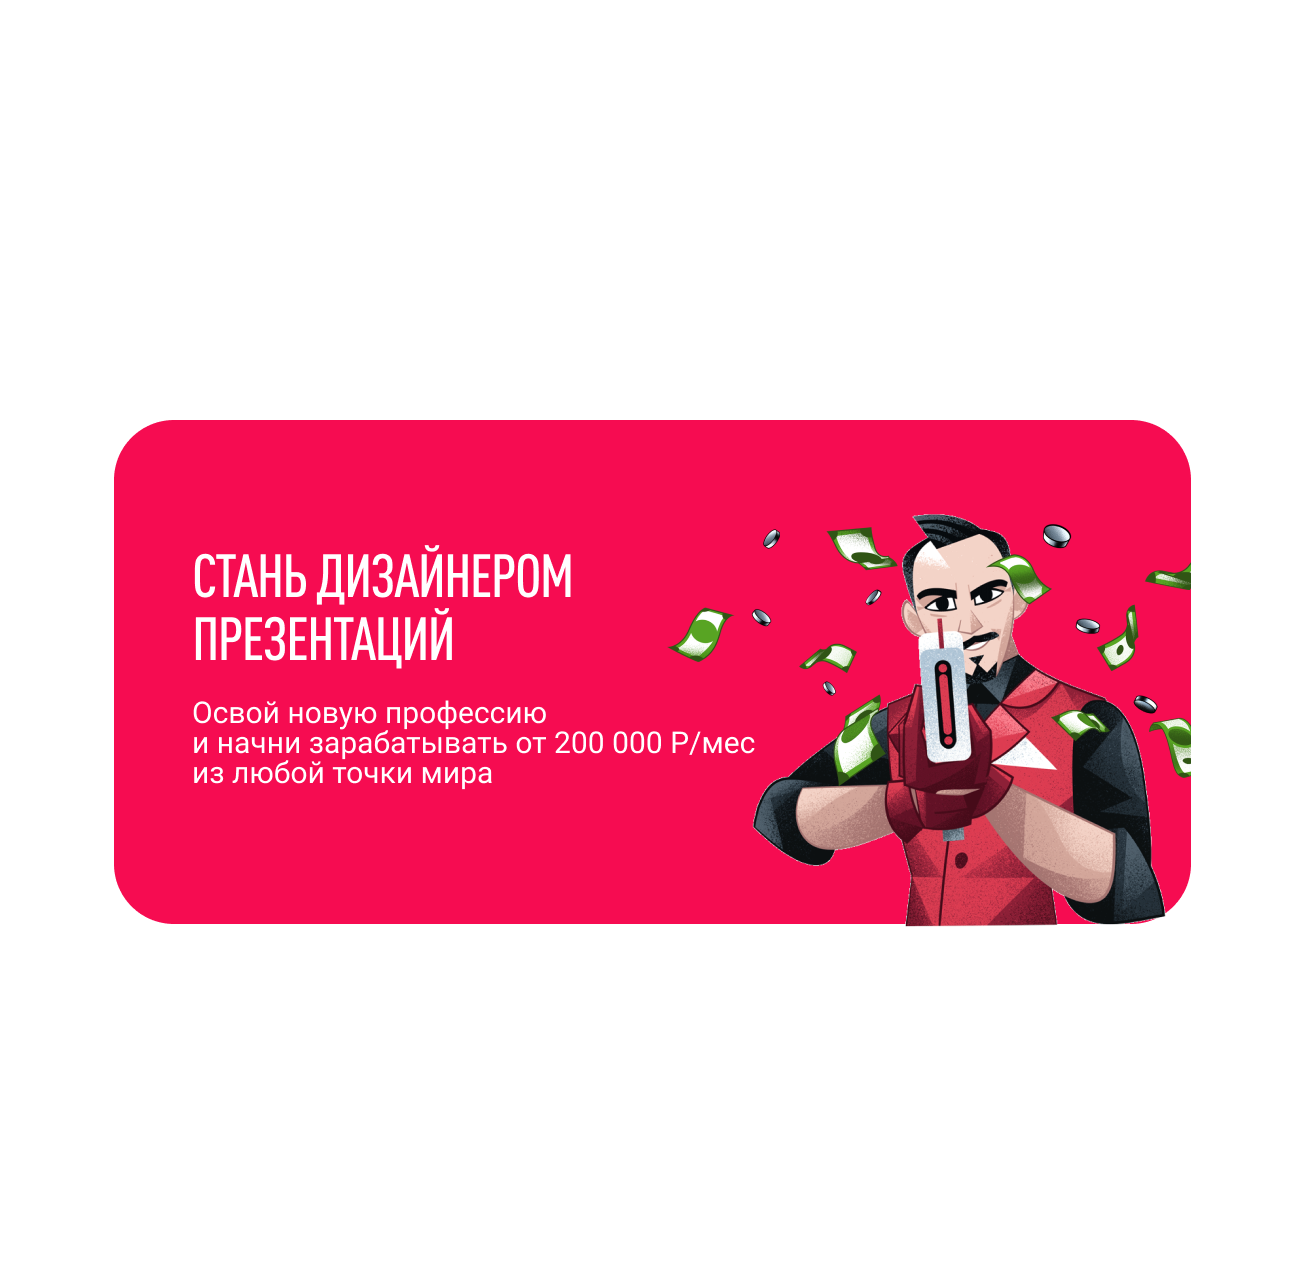 СТАНЬ ДИЗАЙНЕРОМ
ПРЕЗЕНТАЦИЙ
Освой новую профессию
и начни зарабатывать от 200 000 Р/мес
из любой точки мира